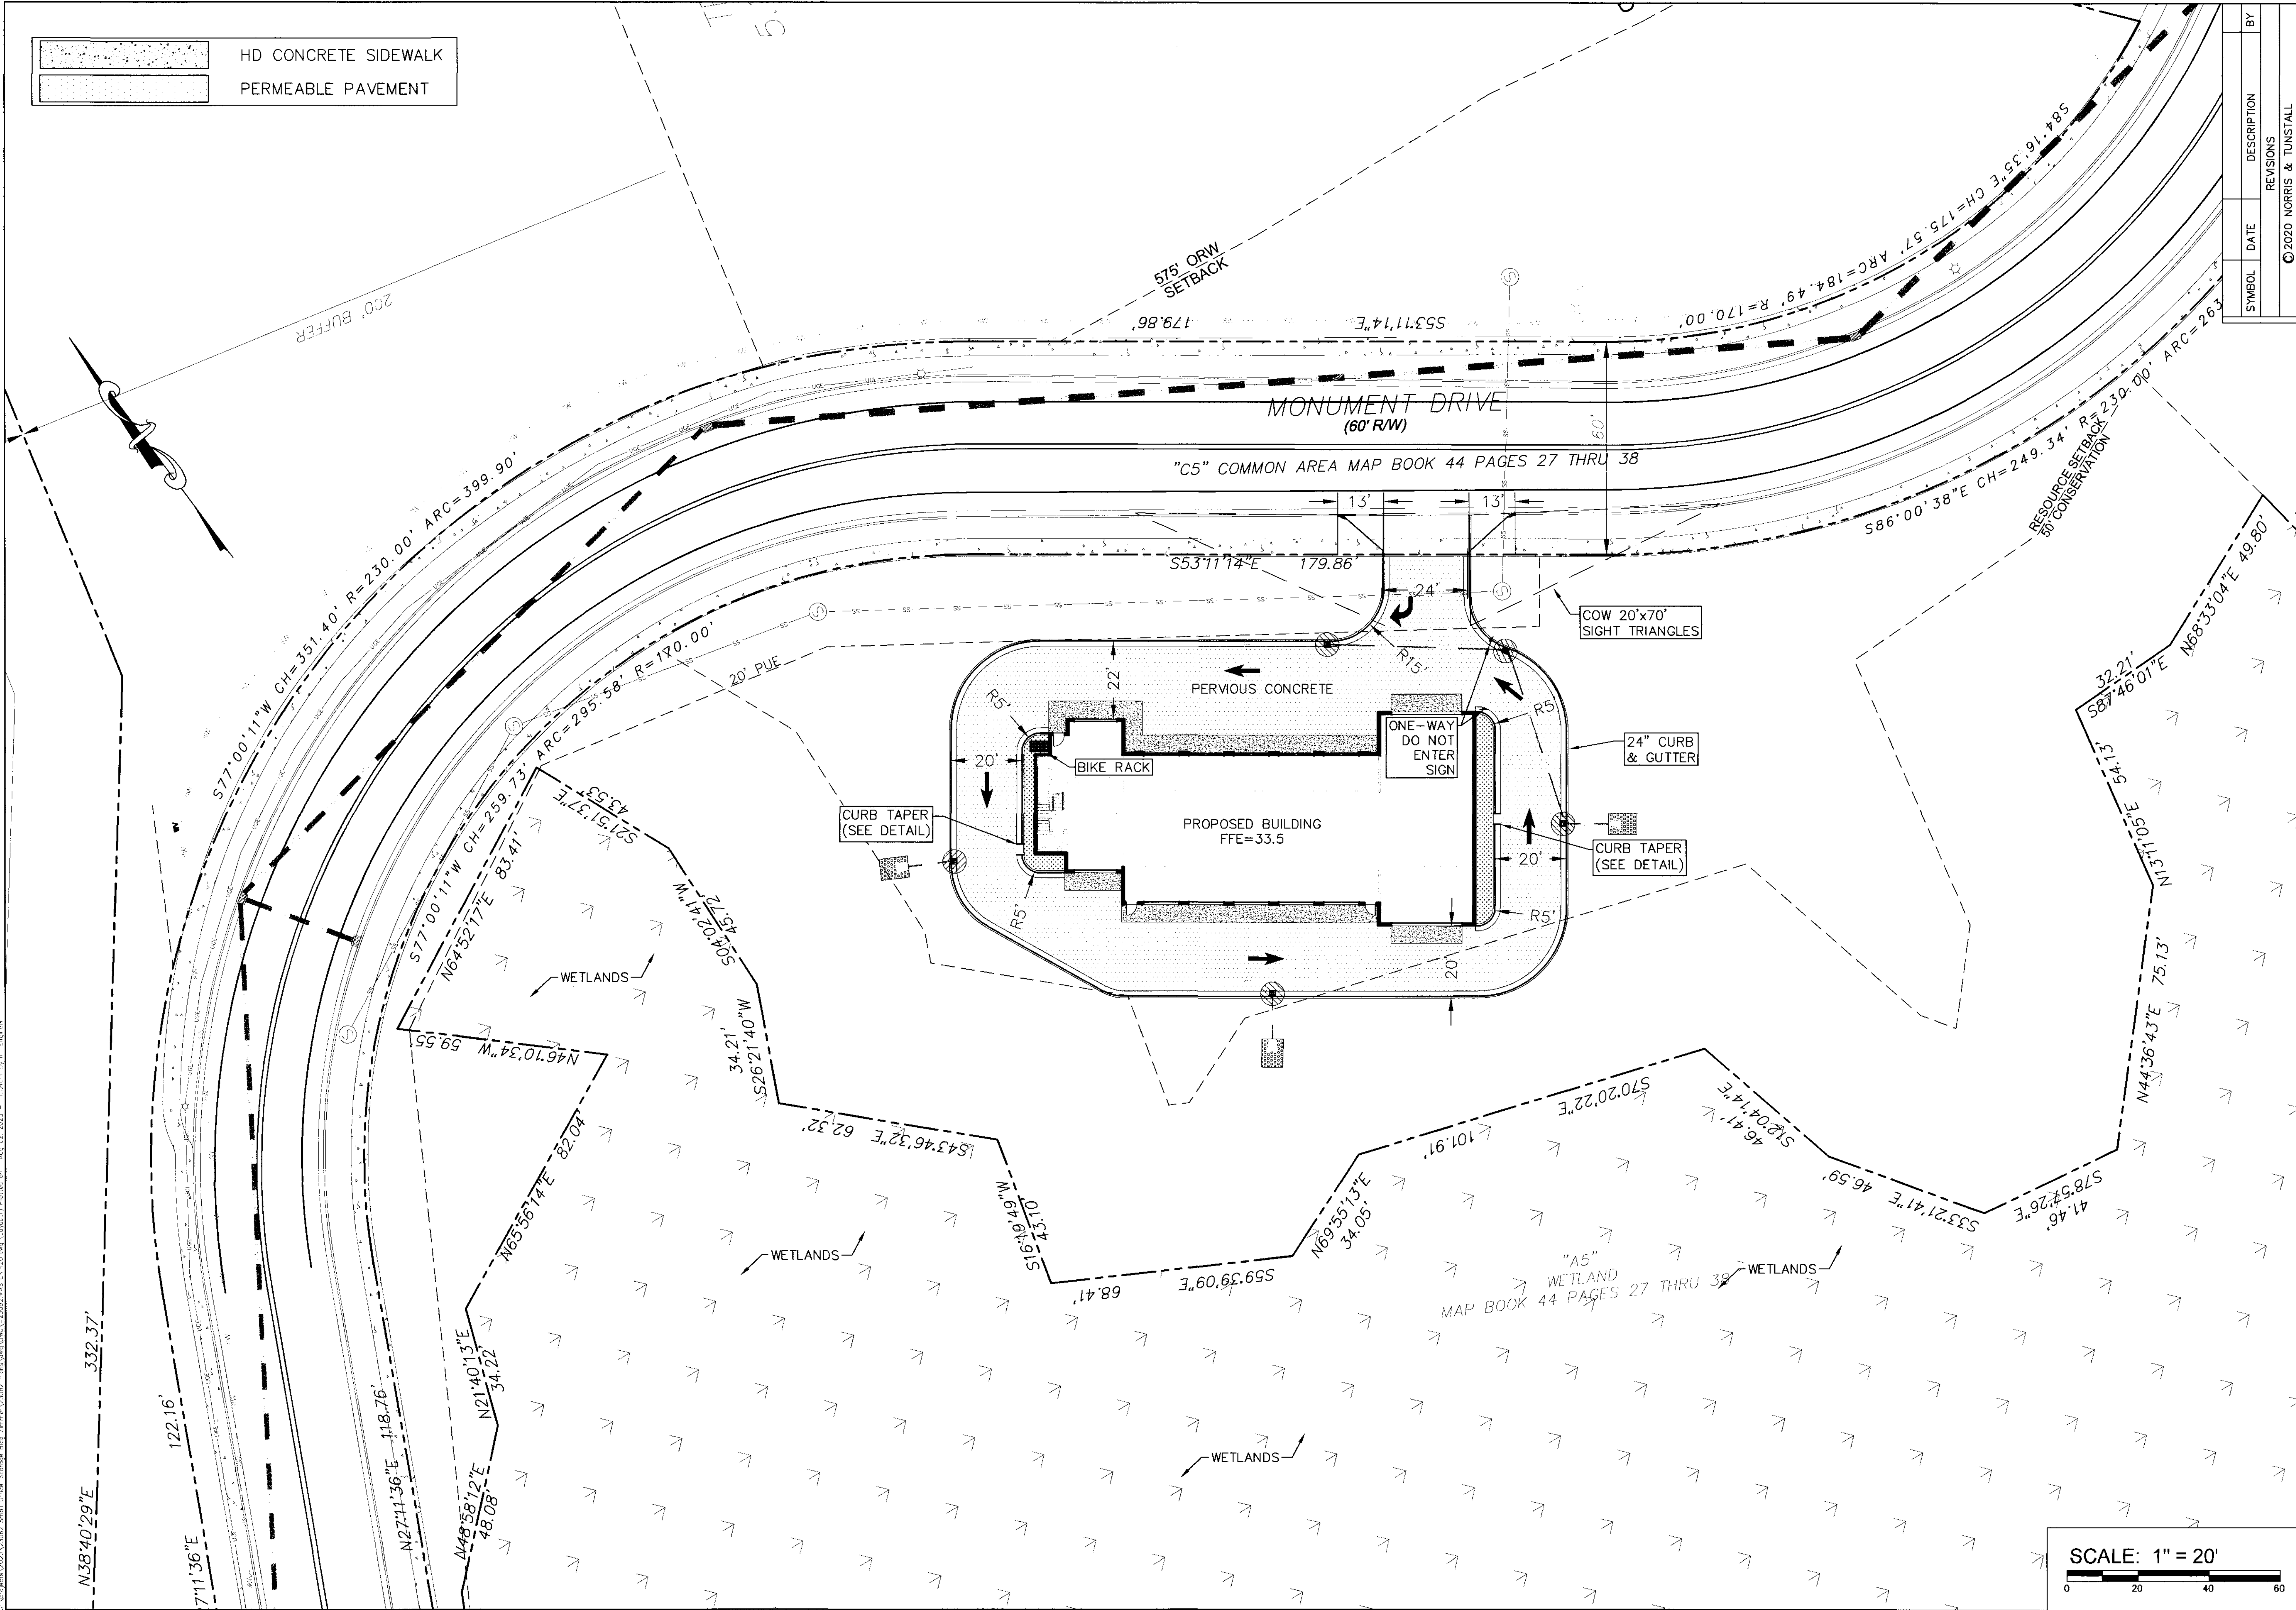 HD CONCRETE SIDEWALK
PERMEABLE PAVEMENT
200' BUFFER
575' ORW
SETBACK
S53°11'14"E 179.86'
S84°16'35"E CH=175.57' ARC=184.49' R=170.00'
MONUMENT DRIVE
(60' R/W)
"C5" COMMON AREA MAP BOOK 44 PAGES 27 THRU 38
60'
13'
13'
S53°11'14"E 179.86'
24'
S86°00'38"E CH=249.34' R=230.00' ARC=263
RESOURCE SETBACK
50' CONSERVATION
COW 20'x70'
SIGHT TRIANGLES
S77°00'11"W CH=351.40' R=230.00' ARC=399.90'
S77°00'11"W CH=259.73' ARC=295.58' R=170.00'
20' PUE
22'
PERVIOUS CONCRETE
R15'
R5'
R5'
ONE-WAY
DO NOT
ENTER
SIGN
24" CURB
& GUTTER
20'
BIKE RACK
CURB TAPER
(SEE DETAIL)
PROPOSED BUILDING
FFE=33.5
CURB TAPER
(SEE DETAIL)
20'
R5'
R5'
20'
N64°52'17"E 83.41'
S21°51'37"E
43.53'
S04°02'41"W
45.72'
34.21'
S26°21'40"W
WETLANDS
N46°10'34"W 59.55
N65°56'14"E 82.04'
S43°46'32"E 62.32'
S16°49'49"W
43.10'
S59°39'09"E 68.41'
N69°55'13"E
34.05'
101.91'
S70°20'22"E
S12°04'14"E
46.41'
S33°21'41"E 46.59'
S78°57'26"E
41.46'
N44°36'43"E 75.13'
N13°11'05"E 54.13'
32.21'
S87°46'01"E
N68°33'04"E 49.80'
WETLANDS
"A5"
WETLAND
MAP BOOK 44 PAGES 27 THRU 38
WETLANDS
WETLANDS
N21°40'13"E
34.22'
N48°58'12"E
48.08'
N27°11'36"E 118.76'
122.16'
7°11'36"E
N38°40'29"E 332.37'
SYMBOL DATE DESCRIPTION BY
REVISIONS
©2020 NORRIS & TUNSTALL
SCALE: 1" = 20'
0 20 40 60